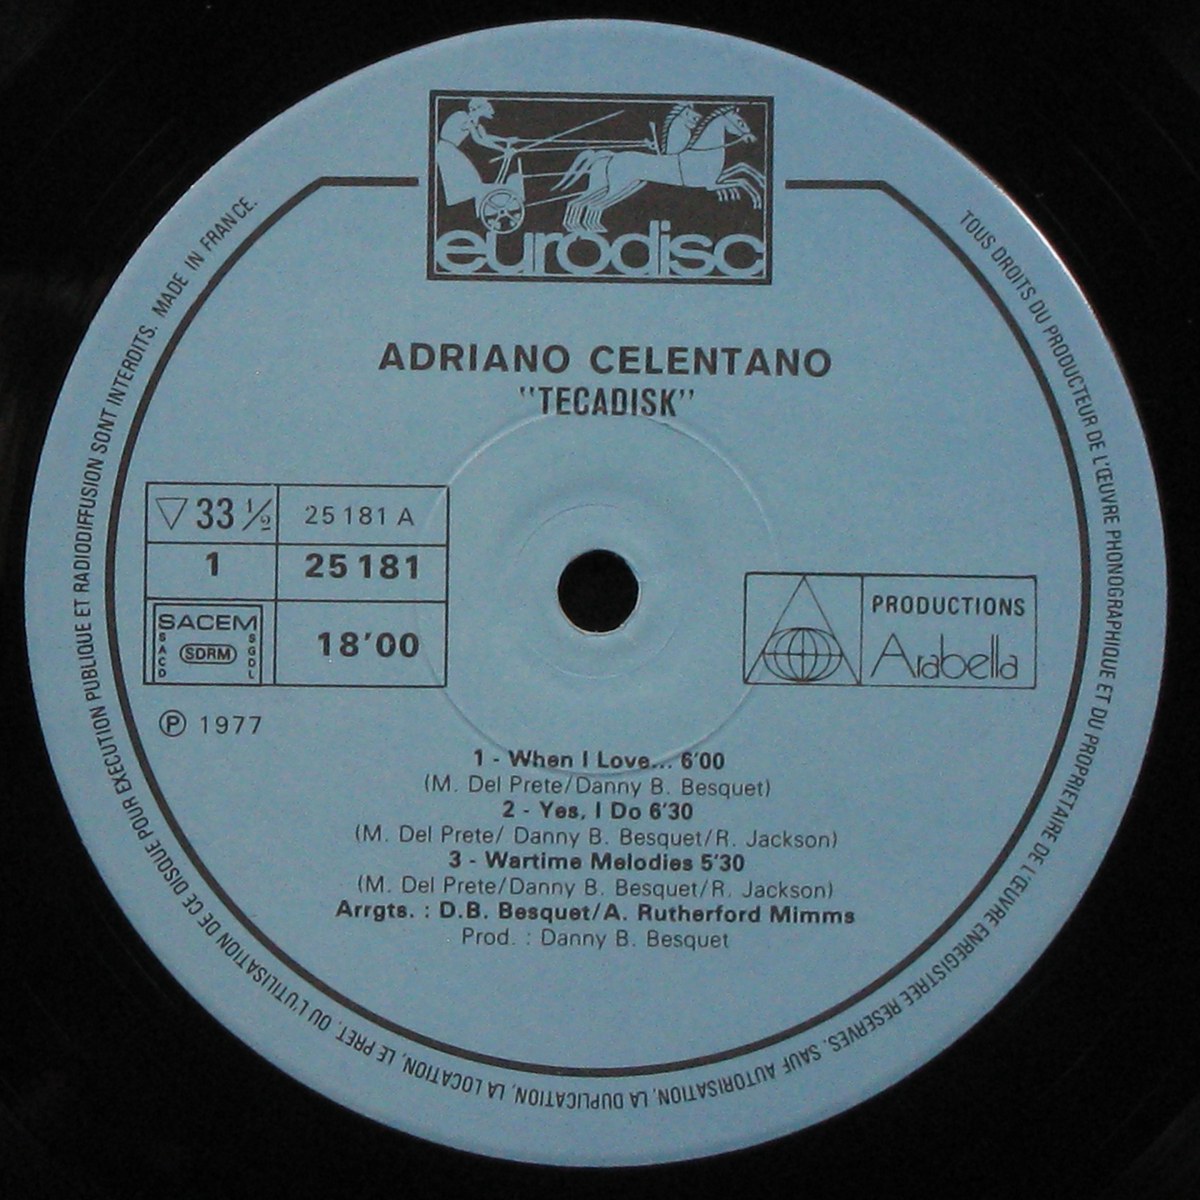 eurodisc
ADRIANO CELENTANO
"TECADISK"
▽ 33 1/2
25 181 A
1
25 181
SACEM
SACD
SDRM
SGDL
18'00
℗ 1977
PRODUCTIONS
Arabella
1 - When I Love... 6'00
(M. Del Prete/Danny B. Besquet)
2 - Yes, I Do 6'30
(M. Del Prete/ Danny B. Besquet/R. Jackson)
3 - Wartime Melodies 5'30
(M. Del Prete/Danny B. Besquet/R. Jackson)
Arrgts. : D.B. Besquet/A. Rutherford Mimms
Prod. : Danny B. Besquet
TOUS DROITS DU PRODUCTEUR DE L'ŒUVRE PHONOGRAPHIQUE ET DU PROPRIETAIRE DE L'ŒUVRE ENREGISTREE RESERVES. SAUF AUTORISATION, LA DUPLICATION, LA LOCATION, LE PRET, OU L'UTILISATION DE CE DISQUE POUR EXECUTION PUBLIQUE ET RADIODIFFUSION SONT INTERDITS. MADE IN FRANCE.